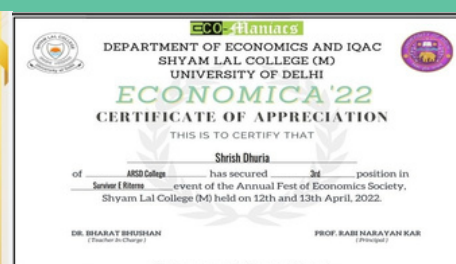 ECO-Maniacs
DEPARTMENT OF ECONOMICS AND IQAC
SHYAM LAL COLLEGE (M)
UNIVERSITY OF DELHI
ECONOMICA'22
CERTIFICATE OF APPRECIATION
THIS IS TO CERTIFY THAT
Shrish Dhuria
of ARSD College has secured 3rd position in
Survivor E Ritorno event of the Annual Fest of Economics Society,
Shyam Lal College (M) held on 12th and 13th April, 2022.
DR. BHARAT BHUSHAN PROF. RABI NARAYAN KAR
(Teacher In Charge) (Principal)